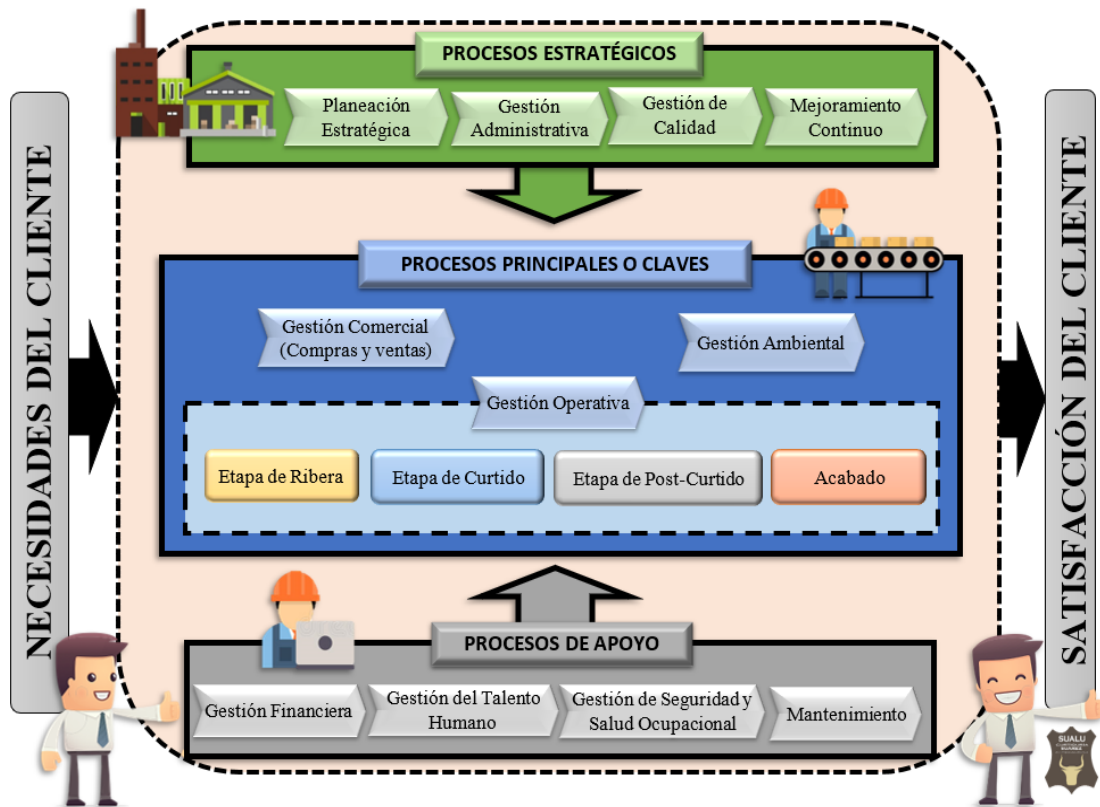 PROCESOS ESTRATÉGICOS
Planeación
Estratégica
Gestión
Administrativa
Gestión de
Calidad
Mejoramiento
Continuo
NECESIDADES DEL CLIENTE
PROCESOS PRINCIPALES O CLAVES
Gestión Comercial
(Compras y ventas)
Gestión Ambiental
Gestión Operativa
Etapa de Ribera
Etapa de Curtido
Etapa de Post-Curtido
Acabado
SATISFACCIÓN DEL CLIENTE
PROCESOS DE APOYO
Gestión Financiera
Gestión del Talento
Humano
Gestión de Seguridad y
Salud Ocupacional
Mantenimiento
SUALU